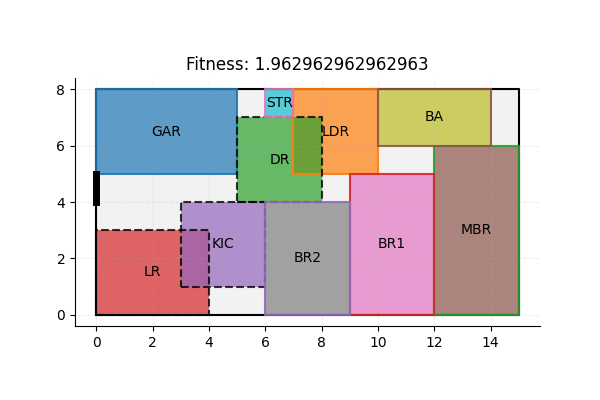 Fitness: 1.962962962962963
8
6
4
2
0
GAR
STR
LDR
BA
DR
KIC
LR
BR2
BR1
MBR
0 2 4 6 8 10 12 14